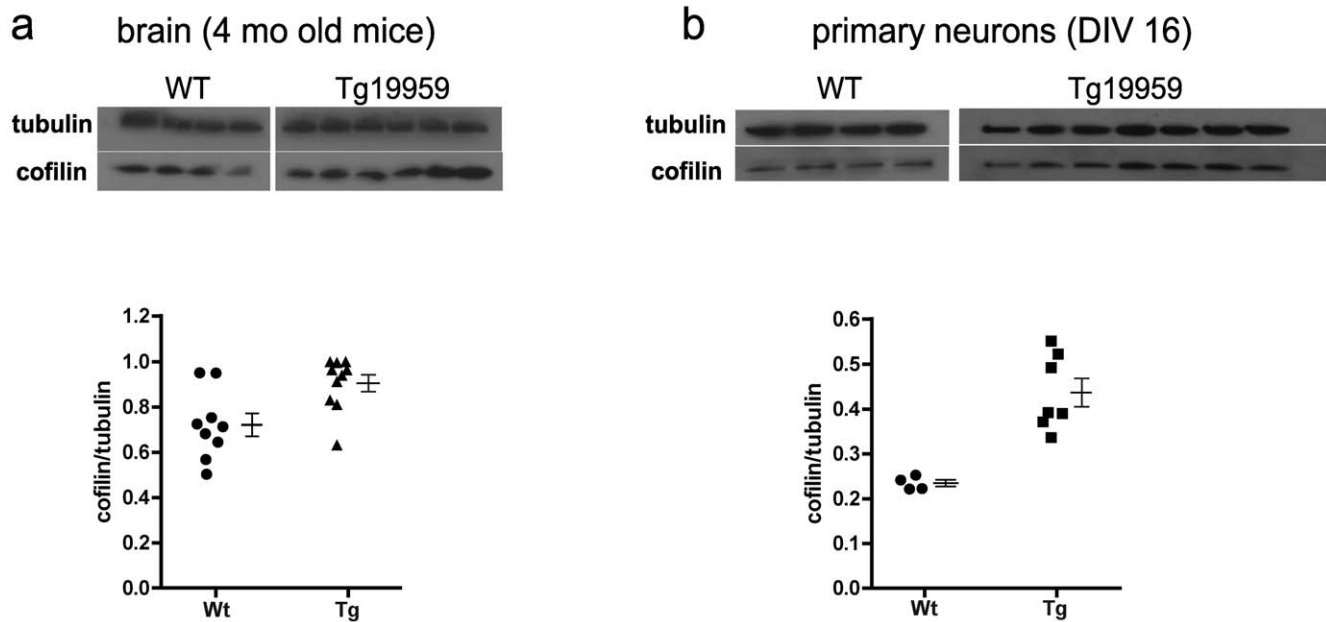 a brain (4 mo old mice)
WT Tg19959
tubulin
cofilin
cofilin/tubulin
1.2
1.0
0.8
0.6
0.4
0.2
0.0
Wt Tg
b primary neurons (DIV 16)
WT Tg19959
tubulin
cofilin
cofilin/tubulin
0.6
0.5
0.4
0.3
0.2
0.1
0.0
Wt Tg